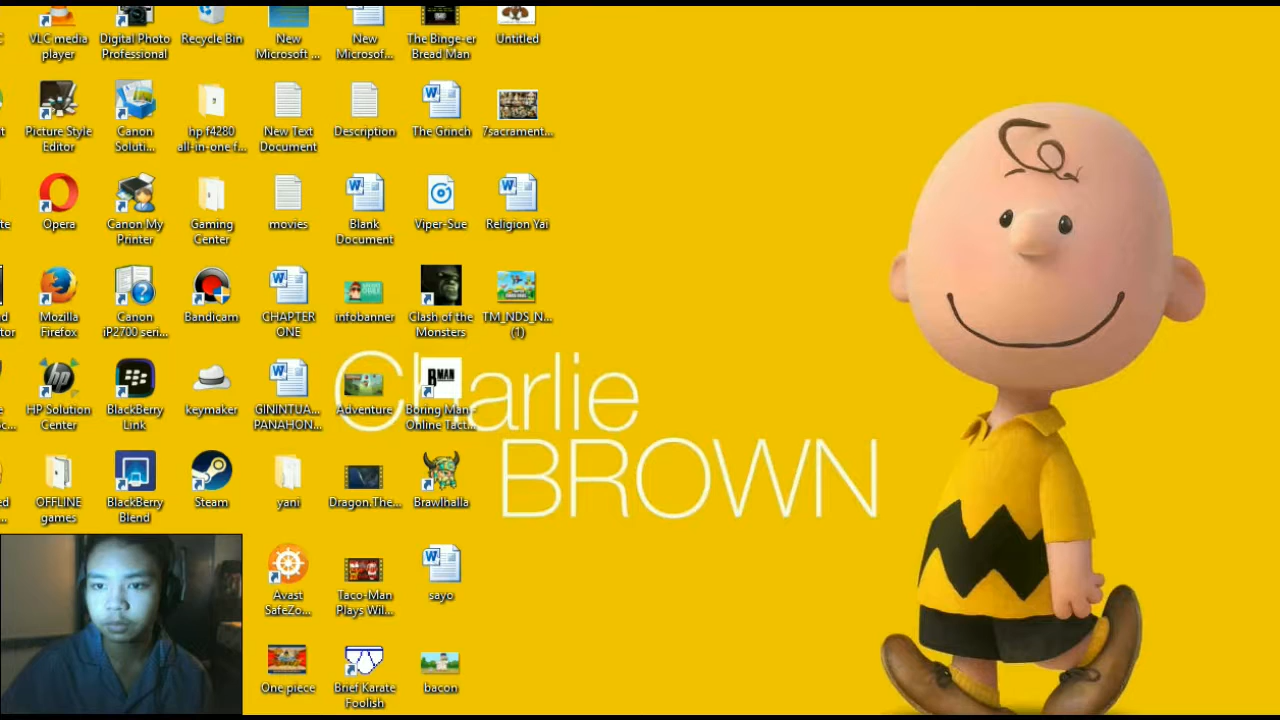 VLC media
player
Digital Photo
Professional
Recycle Bin
New
Microsoft ...
New
Microsof...
The Binge-er
Bread Man
Untitled
Picture Style
Editor
Canon
Soluti...
hp f4280
all-in-one f...
New Text
Document
Description
The Grinch
7sacrament...
Opera
Canon My
Printer
Gaming
Center
movies
Blank
Document
Viper-Sue
Religion Yai
Mozilla
Firefox
Canon
iP2700 seri...
Bandicam
CHAPTER
ONE
infobanner
Clash of the
Monsters
TM_NDS_N...
(1)
HP Solution
Center
BlackBerry
Link
keymaker
GININTUA...
PANAHON...
Adventure
BMAN
Boring Man-
Online Tact...
Charlie
BROWN
OFFLINE
games
BlackBerry
Blend
Steam
yani
Dragon.The...
Brawlhalla
Avast
SafeZo...
Taco-Man
Plays Wil...
sayo
One piece
Brief Karate
Foolish
bacon